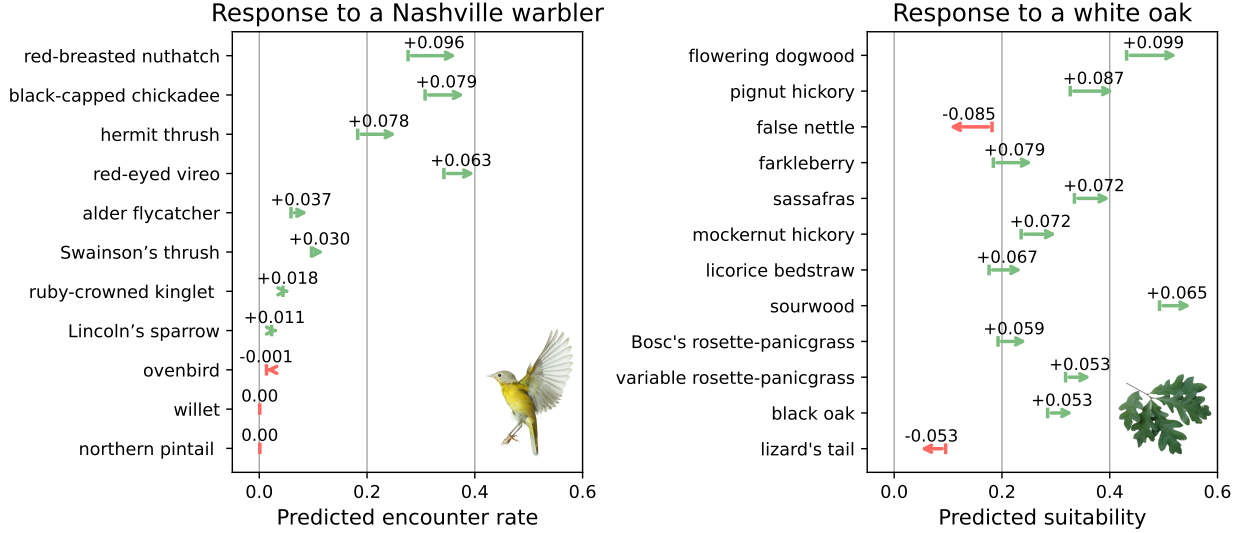 Response to a Nashville warbler
red-breasted nuthatch
+0.096
black-capped chickadee
+0.079
hermit thrush
+0.078
red-eyed vireo
+0.063
alder flycatcher
+0.037
Swainson’s thrush
+0.030
ruby-crowned kinglet
+0.018
Lincoln’s sparrow
+0.011
ovenbird
-0.001
willet
0.00
northern pintail
0.00
0.0 0.2 0.4 0.6
Predicted encounter rate
Response to a white oak
flowering dogwood
+0.099
pignut hickory
+0.087
false nettle
-0.085
farkleberry
+0.079
sassafras
+0.072
mockernut hickory
+0.072
licorice bedstraw
+0.067
sourwood
+0.065
Bosc's rosette-panicgrass
+0.059
variable rosette-panicgrass
+0.053
black oak
+0.053
lizard's tail
-0.053
0.0 0.2 0.4 0.6
Predicted suitability